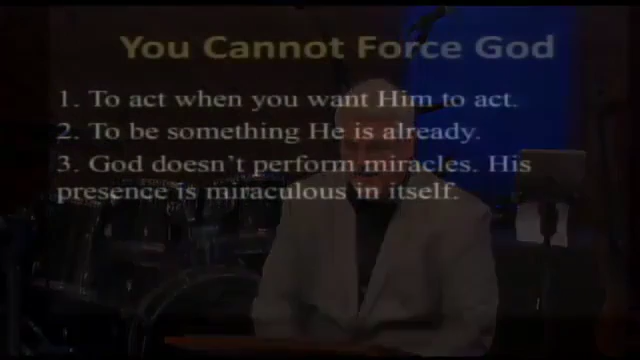 You Cannot Force God
1. To act when you want Him to act.
2. To be something He is already.
3. God doesn't perform miracles. His
presence is miraculous in itself.